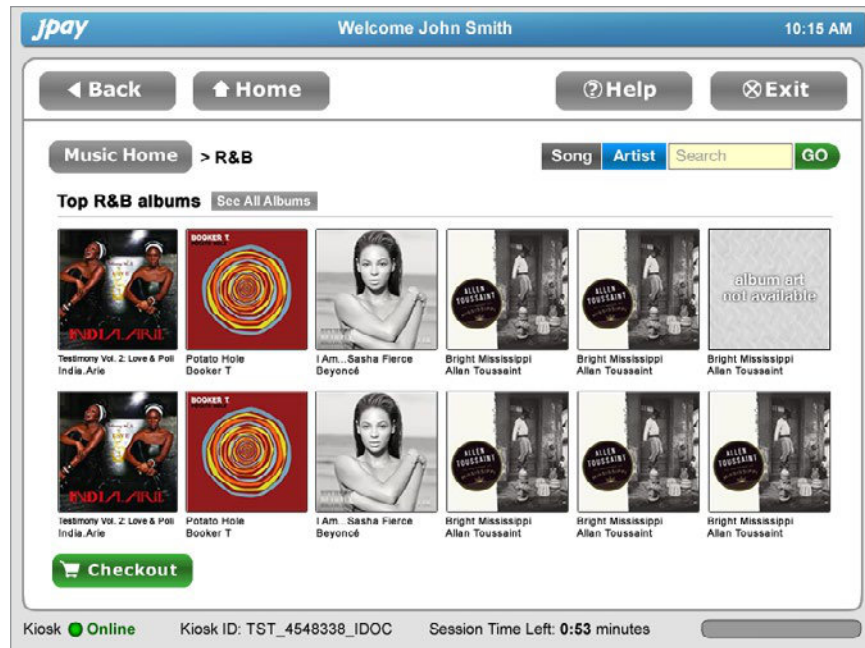 jpay Welcome John Smith 10:15 AM
Back Home Help Exit
Music Home > R&B Song Artist Search GO
Top R&B albums See All Albums
BOOKER T.
POTATO HOLE
INDIA.ARIE
ALLEN TOUSSAINT
ALLEN TOUSSAINT
album art
not available
Testimony Vol. 2: Love & Poli Potato Hole I Am...Sasha Fierce Bright Mississippi Bright Mississippi Bright Mississippi
India.Arie Booker T Beyoncé Allan Toussaint Allan Toussaint Allan Toussaint
BOOKER T.
POTATO HOLE
INDIA.ARIE
ALLEN TOUSSAINT
ALLEN TOUSSAINT
ALLEN TOUSSAINT
Testimony Vol. 2: Love & Poli Potato Hole I Am...Sasha Fierce Bright Mississippi Bright Mississippi Bright Mississippi
India.Arie Booker T Beyoncé Allan Toussaint Allan Toussaint Allan Toussaint
Checkout
Kiosk Online Kiosk ID: TST_4548338_IDOC Session Time Left: 0:53 minutes